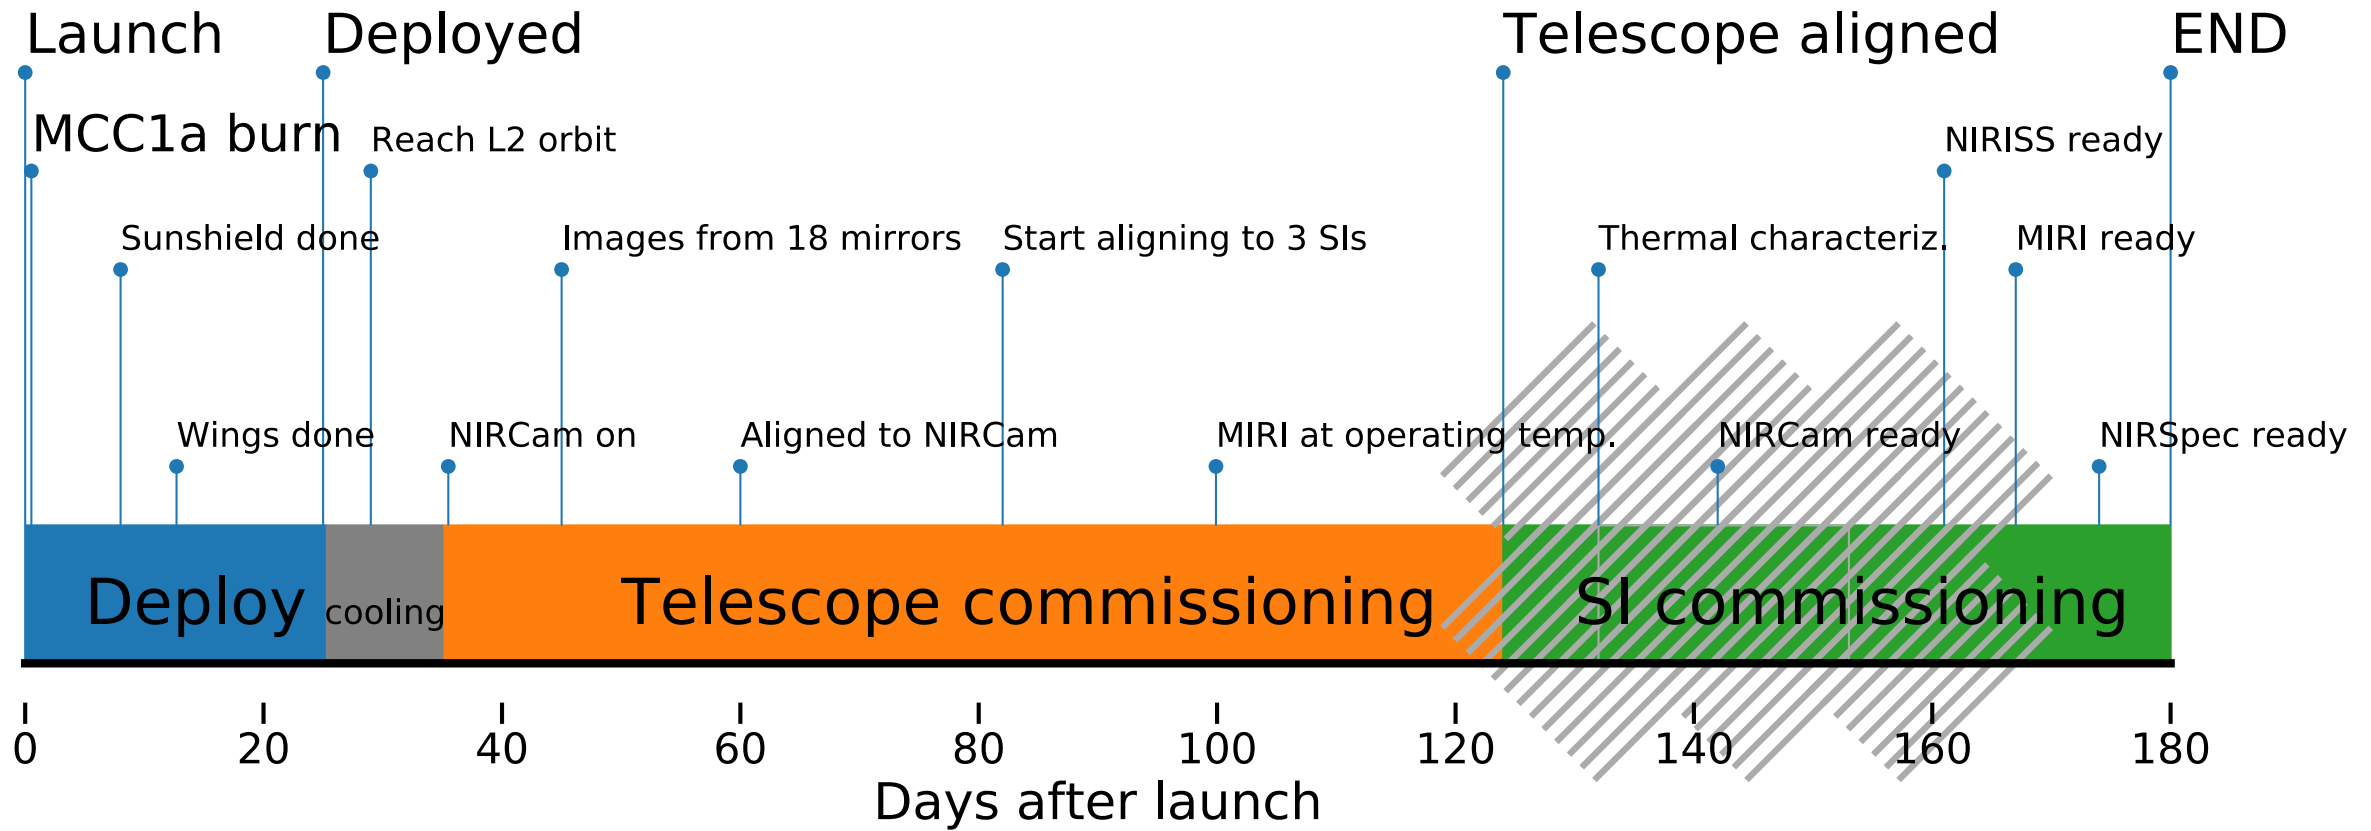 Launch
Deployed
Telescope aligned
END
MCC1a burn
Reach L2 orbit
NIRISS ready
Sunshield done
Images from 18 mirrors
Start aligning to 3 SIs
Thermal characteriz.
MIRI ready
Wings done
NIRCam on
Aligned to NIRCam
MIRI at operating temp.
NIRCam ready
NIRSpec ready
Deploy
cooling
Telescope commissioning
SI commissioning
0 20 40 60 80 100 120 140 160 180
Days after launch